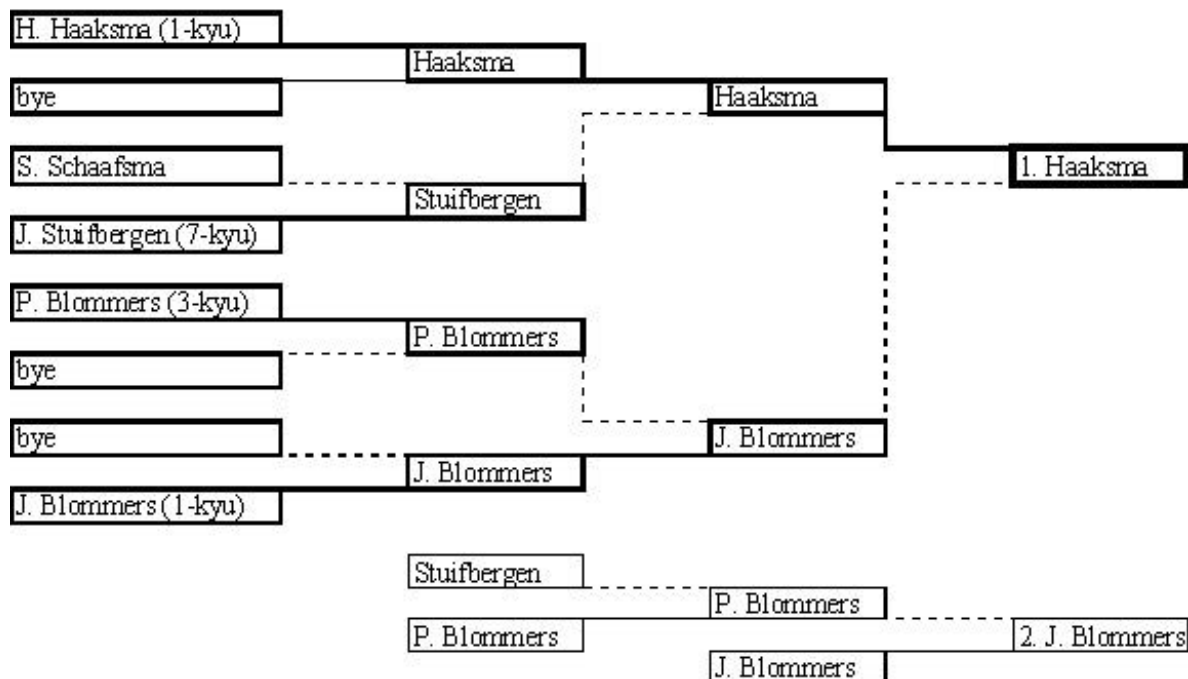 H. Haaksma (1-kyu)
Haaksma
bye
Haaksma
S. Schaafsma
1. Haaksma
Stuifbergen
J. Stuifbergen (7-kyu)
P. Blommers (3-kyu)
P. Blommers
bye
bye
J. Blommers
J. Blommers
J. Blommers (1-kyu)
Stuifbergen
P. Blommers
P. Blommers
2. J. Blommers
J. Blommers